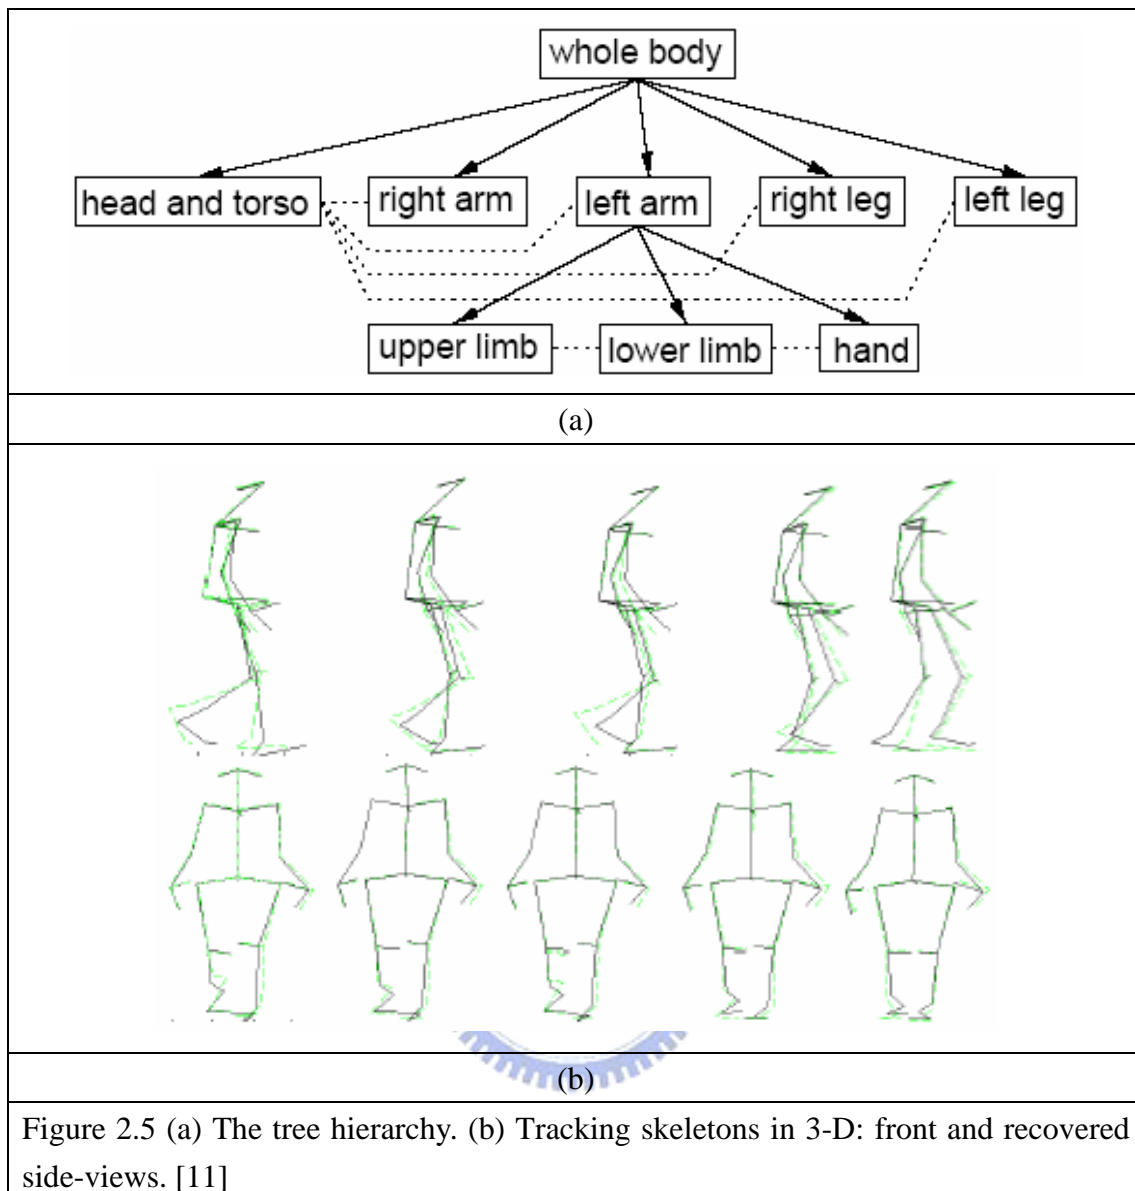 whole body
head and torso
right arm
left arm
right leg
left leg
upper limb
lower limb
hand
(a)
(b)
Figure 2.5 (a) The tree hierarchy. (b) Tracking skeletons in 3-D: front and recovered
side-views. [11]